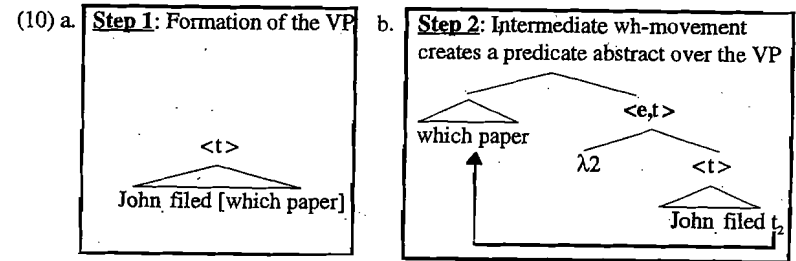 (10) a. Step 1: Formation of the VP
<t>
John filed [which paper]
b. Step 2: Intermediate wh-movement
creates a predicate abstract over the VP
<e,t>
which paper
λ2
<t>
John filed t₂